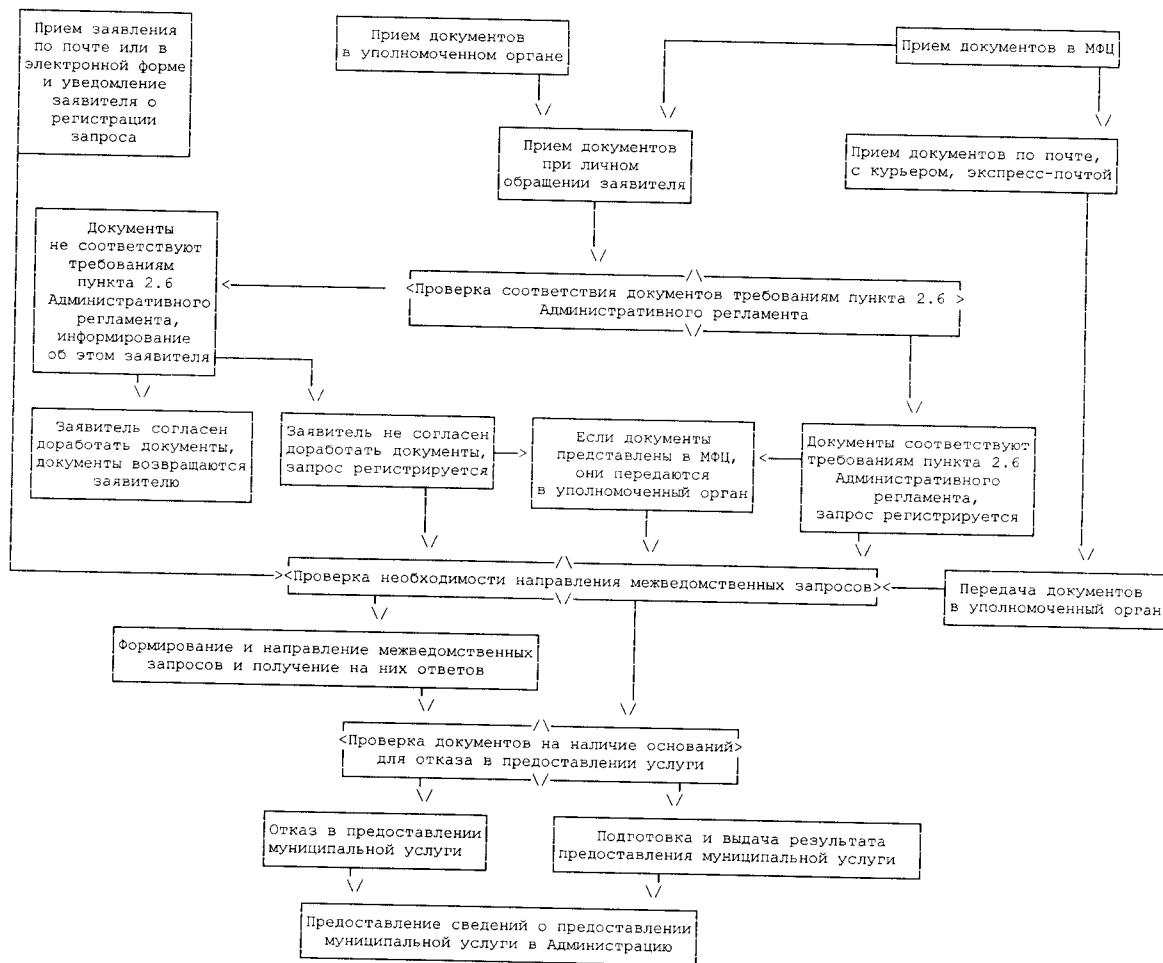 Прием заявления
по почте или в
электронной форме
и уведомление
заявителя о
регистрации
запроса
Прием документов
в уполномоченном органе
Прием документов в МФЦ
Прием документов
при личном
обращении заявителя
Прием документов по почте,
с курьером, экспресс-почтой
Документы
не соответствуют
требованиям
пункта 2.6
Административного
регламента,
информирование
об этом заявителя
<Проверка соответствия документов требованиям пункта 2.6 >
Административного регламента
Заявитель согласен
доработать документы,
документы возвращаются
заявителю
Заявитель не согласен
доработать документы,
запрос регистрируется
Если документы
представлены в МФЦ,
они передаются
в уполномоченный орган
Документы соответствуют
требованиям пункта 2.6
Административного
регламента,
запрос регистрируется
><Проверка необходимости направления межведомственных запросов><
Передача документов
в уполномоченный орган
Формирование и направление межведомственных
запросов и получение на них ответов
<Проверка документов на наличие оснований>
для отказа в предоставлении услуги
Отказ в предоставлении
муниципальной услуги
Подготовка и выдача результата
предоставления муниципальной услуги
Предоставление сведений о предоставлении
муниципальной услуги в Администрацию